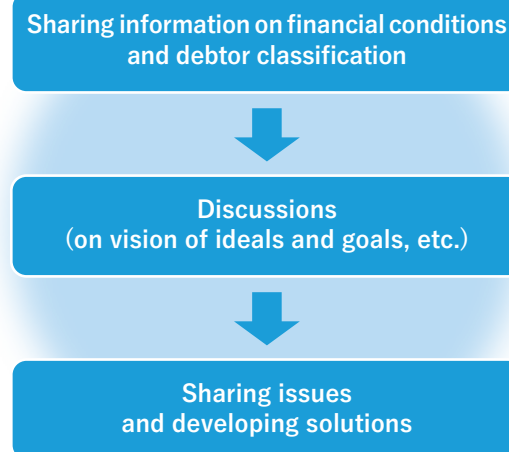 Sharing information on financial conditions
and debtor classification
Discussions
(on vision of ideals and goals, etc.)
Sharing issues
and developing solutions